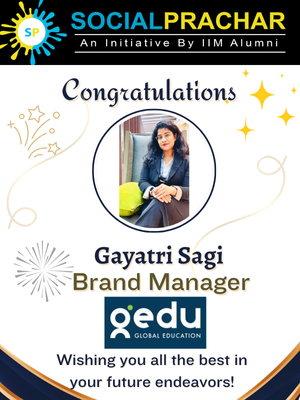 SP
SOCIALPRACHAR
An Initiative By IIM Alumni
Congratulations
Gayatri Sagi
Brand Manager
gedu
GLOBAL EDUCATION
Wishing you all the best in
your future endeavors!